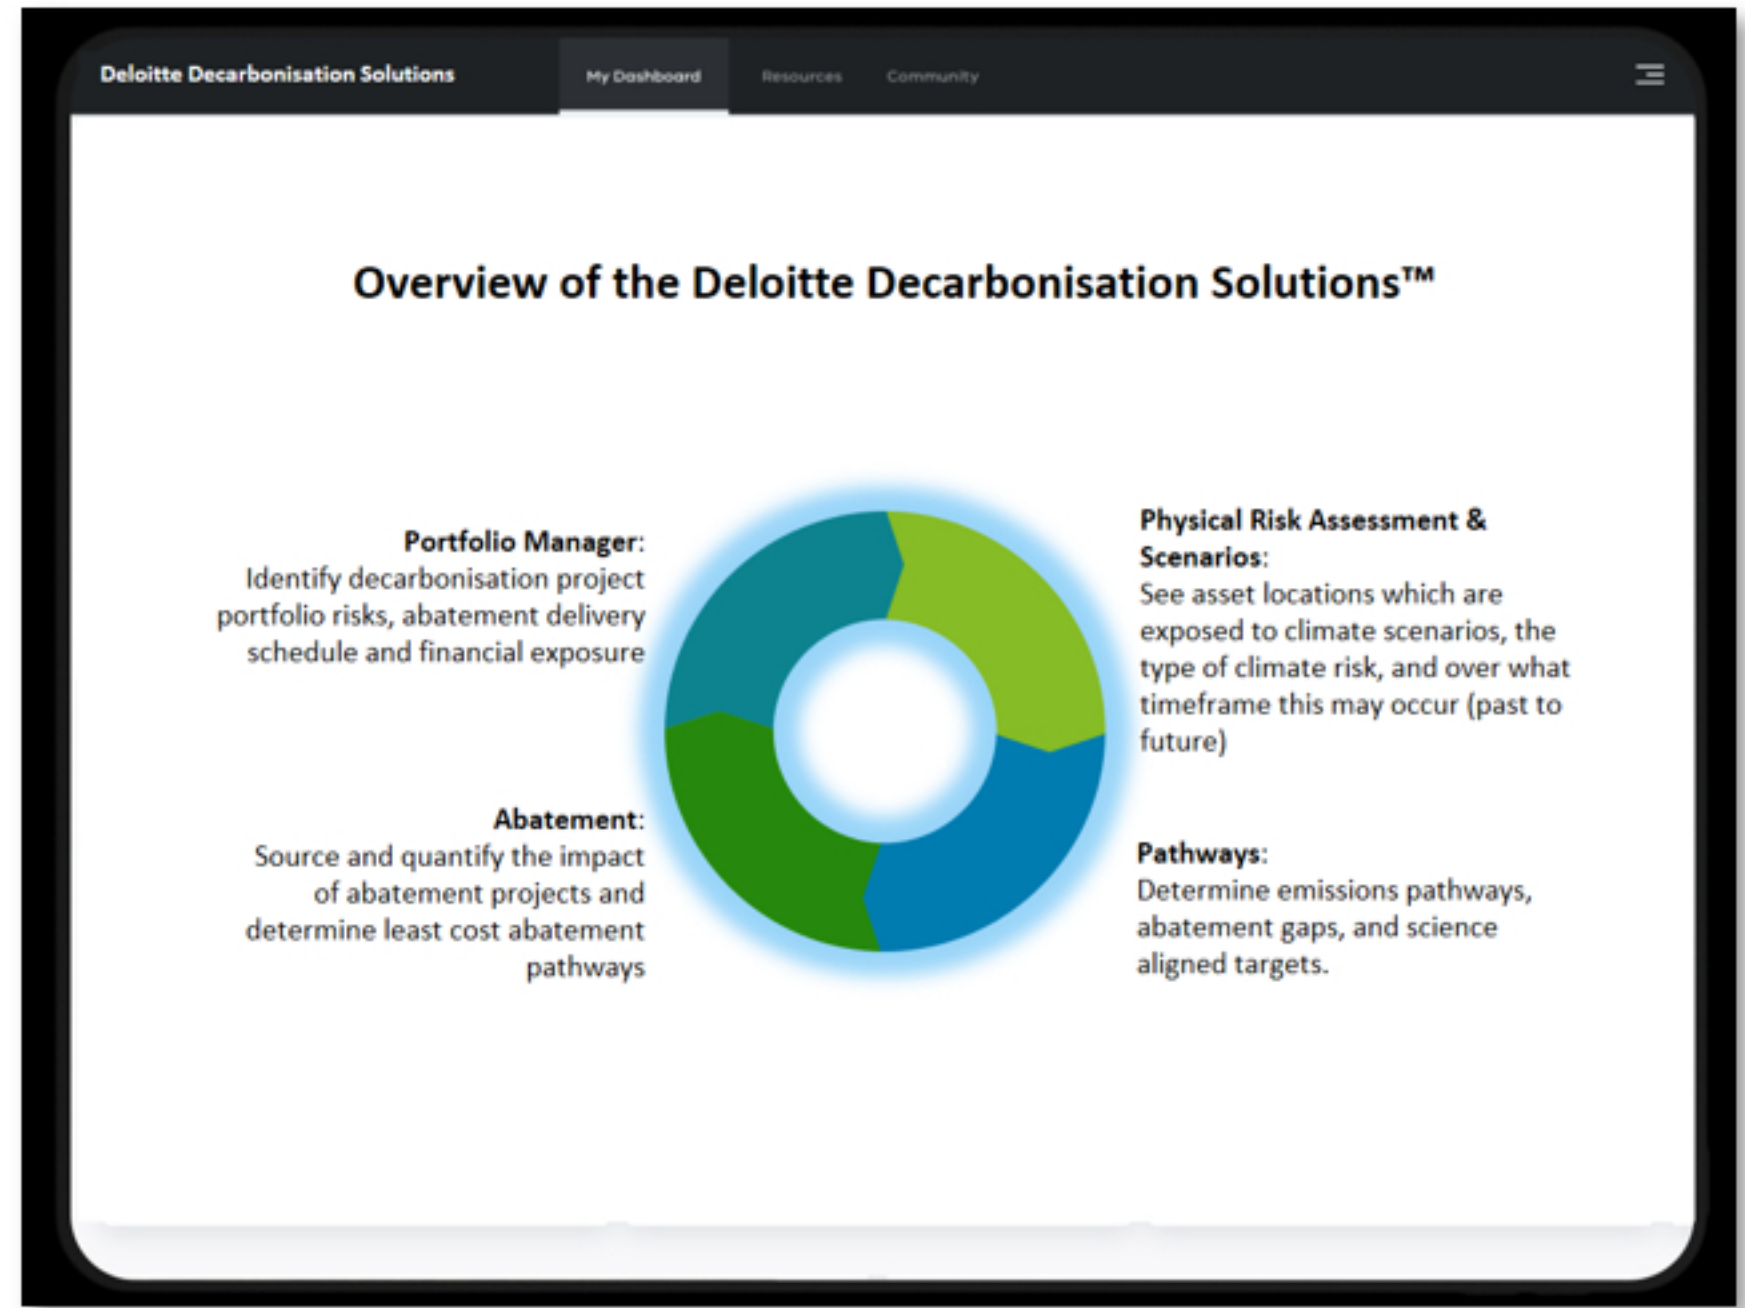 Deloitte Decarbonisation Solutions
My Dashboard
Resources
Community
Overview of the Deloitte Decarbonisation Solutions™
Portfolio Manager:
Identify decarbonisation project
portfolio risks, abatement delivery
schedule and financial exposure
Physical Risk Assessment &
Scenarios:
See asset locations which are
exposed to climate scenarios, the
type of climate risk, and over what
timeframe this may occur (past to
future)
Abatement:
Source and quantify the impact
of abatement projects and
determine least cost abatement
pathways
Pathways:
Determine emissions pathways,
abatement gaps, and science
aligned targets.